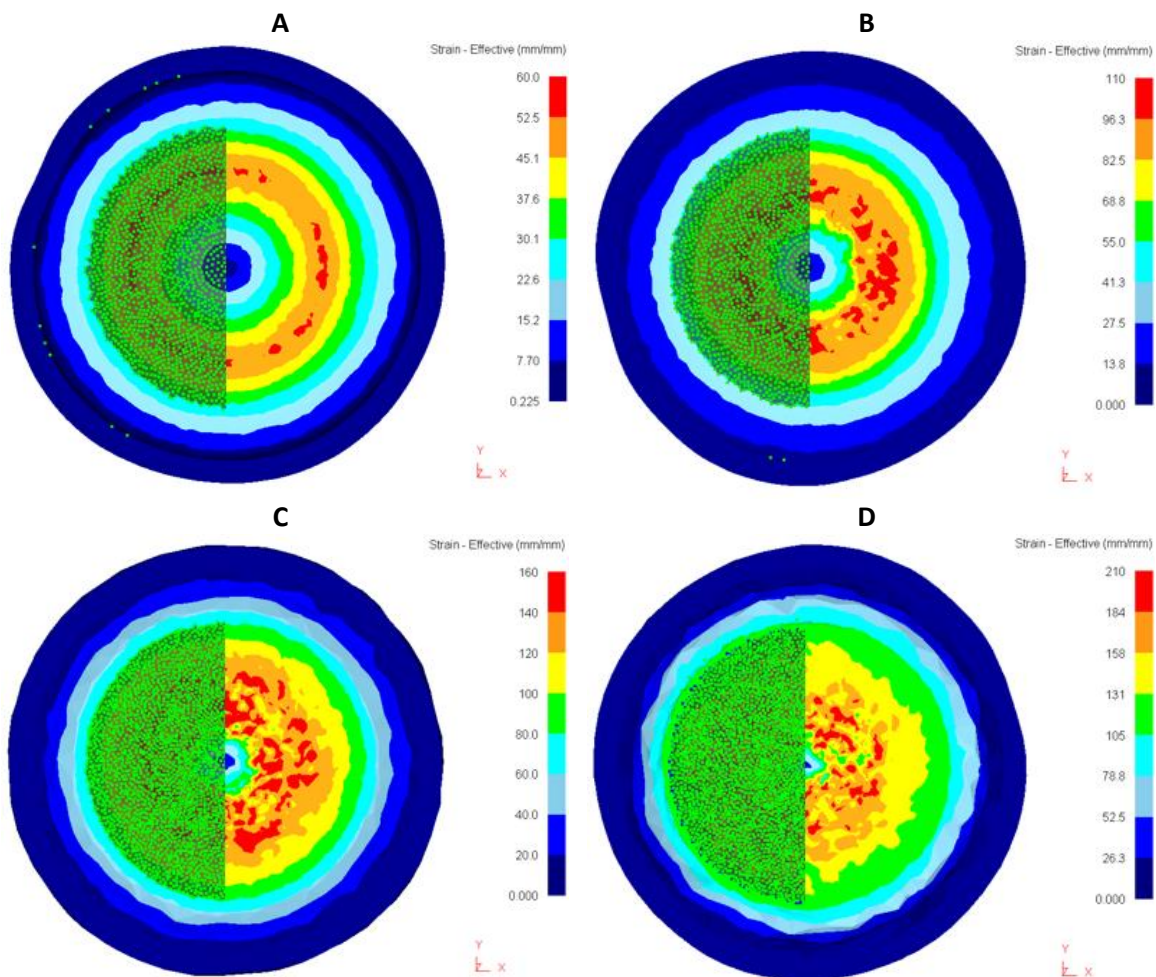 A
Strain - Effective (mm/mm)
60.0
52.5
45.1
37.6
30.1
22.6
15.2
7.70
0.225
Y
Z X
B
Strain - Effective (mm/mm)
110
96.3
82.5
68.8
55.0
41.3
27.5
13.8
0.000
Y
Z X
C
Strain - Effective (mm/mm)
160
140
120
100
80.0
60.0
40.0
20.0
0.000
Y
Z X
D
Strain - Effective (mm/mm)
210
184
158
131
105
78.8
52.5
26.3
0.000
Y
Z X